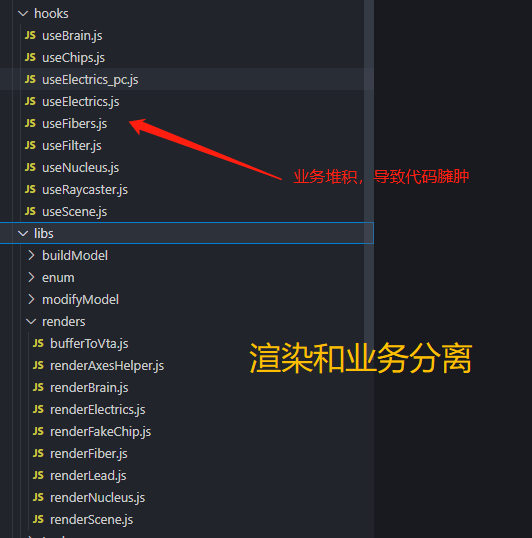 hooks
JS useBrain.js
JS useChips.js
JS useElectrics_pc.js
JS useElectrics.js
JS useFibers.js
JS useFilter.js
JS useNucleus.js
JS useRaycaster.js
JS useScene.js
业务堆积，导致代码臃肿
libs
buildModel
enum
modifyModel
renders
JS bufferToVta.js
JS renderAxesHelper.js
JS renderBrain.js
JS renderElectrics.js
JS renderFakeChip.js
JS renderFiber.js
JS renderLead.js
JS renderNucleus.js
JS renderScene.js
渲染和业务分离